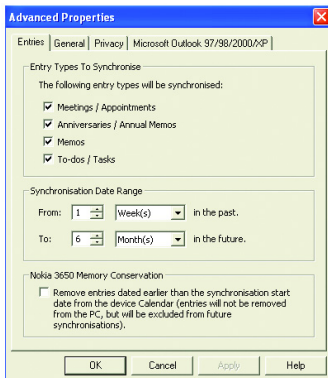 Advanced Properties
Entries General Privacy Microsoft Outlook 97/98/2000/XP
Entry Types To Synchronise
The following entry types will be synchronised:
Meetings / Appointments
Anniversaries / Annual Memos
Memos
To-dos / Tasks
Synchronisation Date Range
From: 1 Week(s) in the past.
To: 6 Month(s) in the future.
Nokia 3650 Memory Conservation
Remove entries dated earlier than the synchronisation start
date from the device Calendar (entries will not be removed
from the PC, but will be excluded from future
synchronisations).
OK Cancel Apply Help